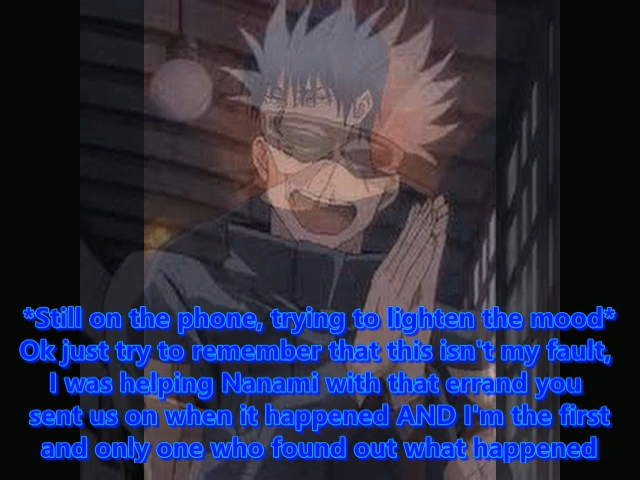 *Still on the phone, trying to lighten the mood*
Ok just try to remember that this isn't my fault,
I was helping Nanami with that errand you
sent us on when it happened AND I'm the first
and only one who found out what happened